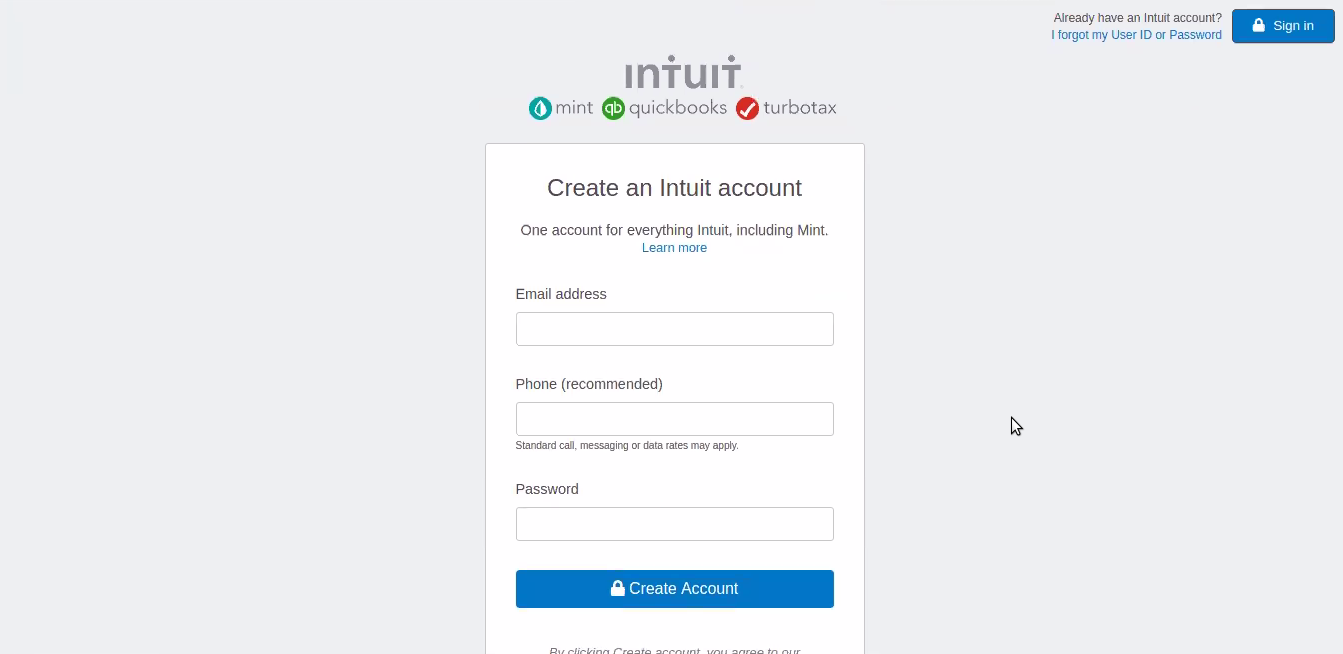 Already have an Intuit account?
I forgot my User ID or Password
Sign in
intuit
mint quickbooks turbotax
Create an Intuit account
One account for everything Intuit, including Mint.
Learn more
Email address
Phone (recommended)
Standard call, messaging or data rates may apply.
Password
Create Account
By clicking Create account, you agree to our